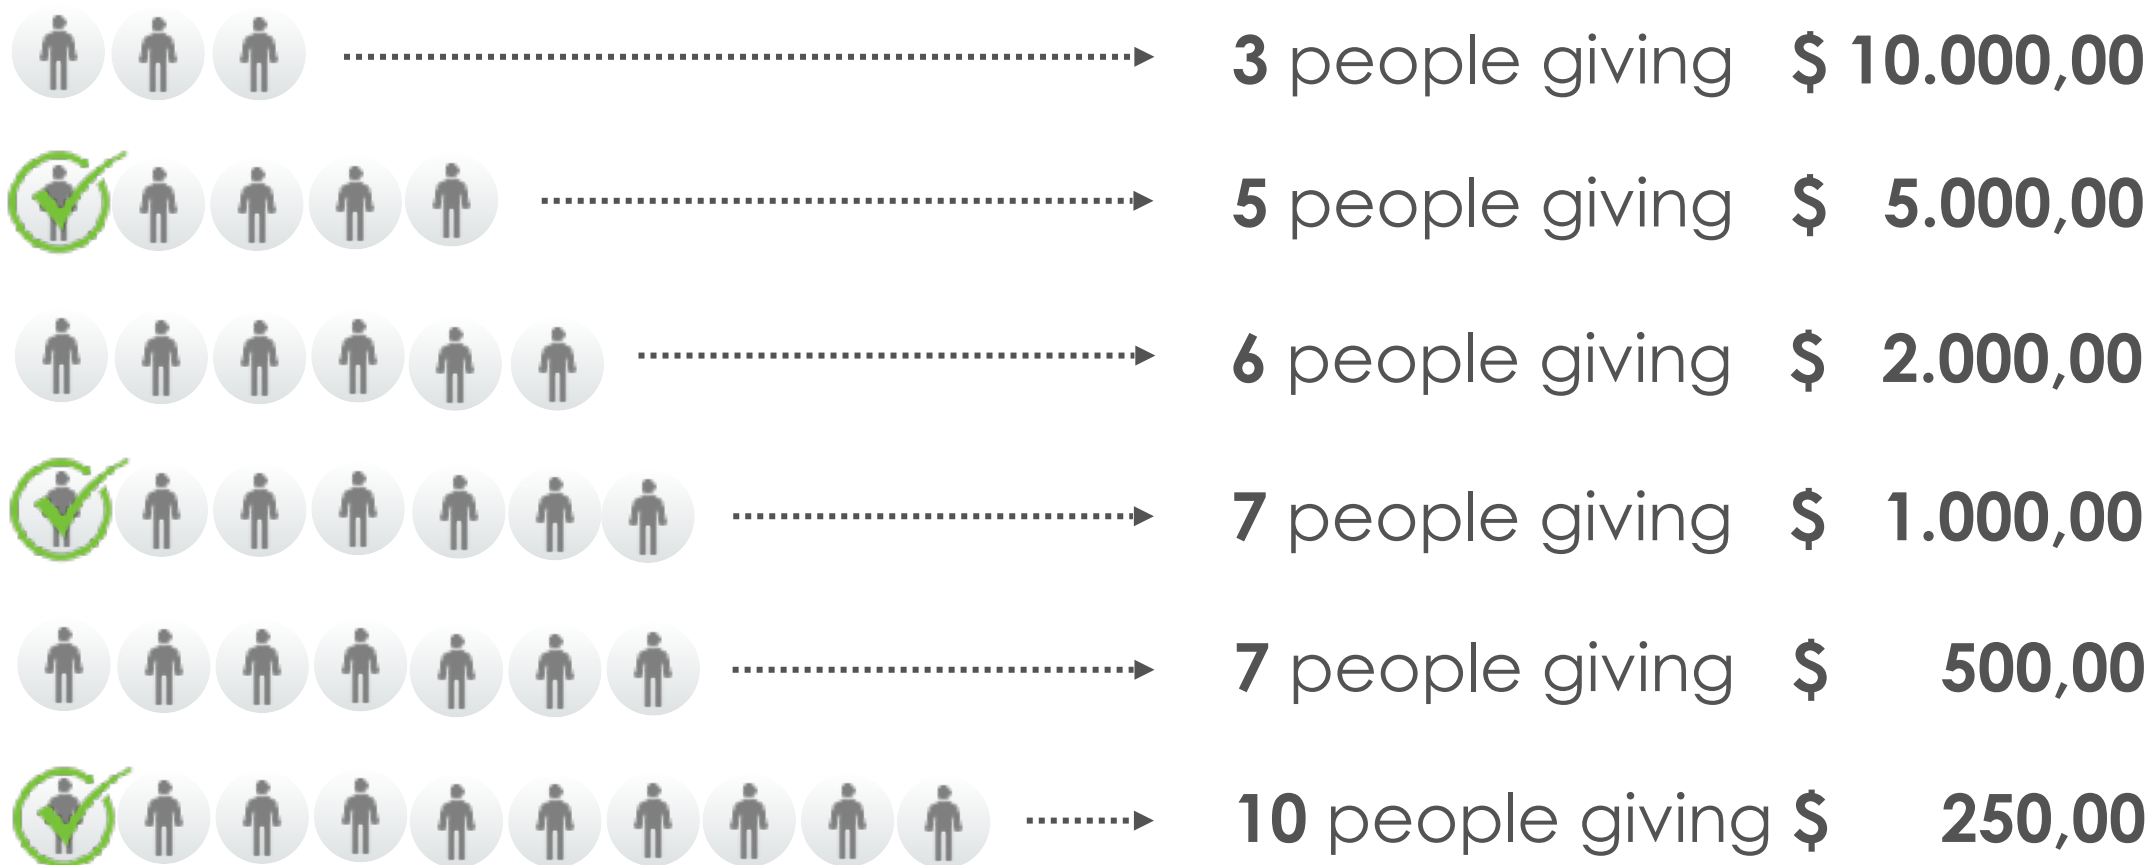 3 people giving $ 10.000,00
5 people giving $ 5.000,00
6 people giving $ 2.000,00
7 people giving $ 1.000,00
7 people giving $ 500,00
10 people giving $ 250,00